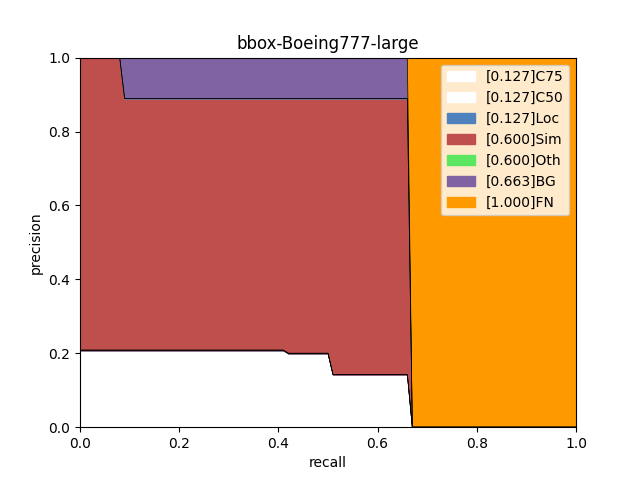 bbox-Boeing777-large
1.0
0.8
0.6
0.4
0.2
0.0
precision
[0.127]C75
[0.127]C50
[0.127]Loc
[0.600]Sim
[0.600]Oth
[0.663]BG
[1.000]FN
0.0 0.2 0.4 0.6 0.8 1.0
recall